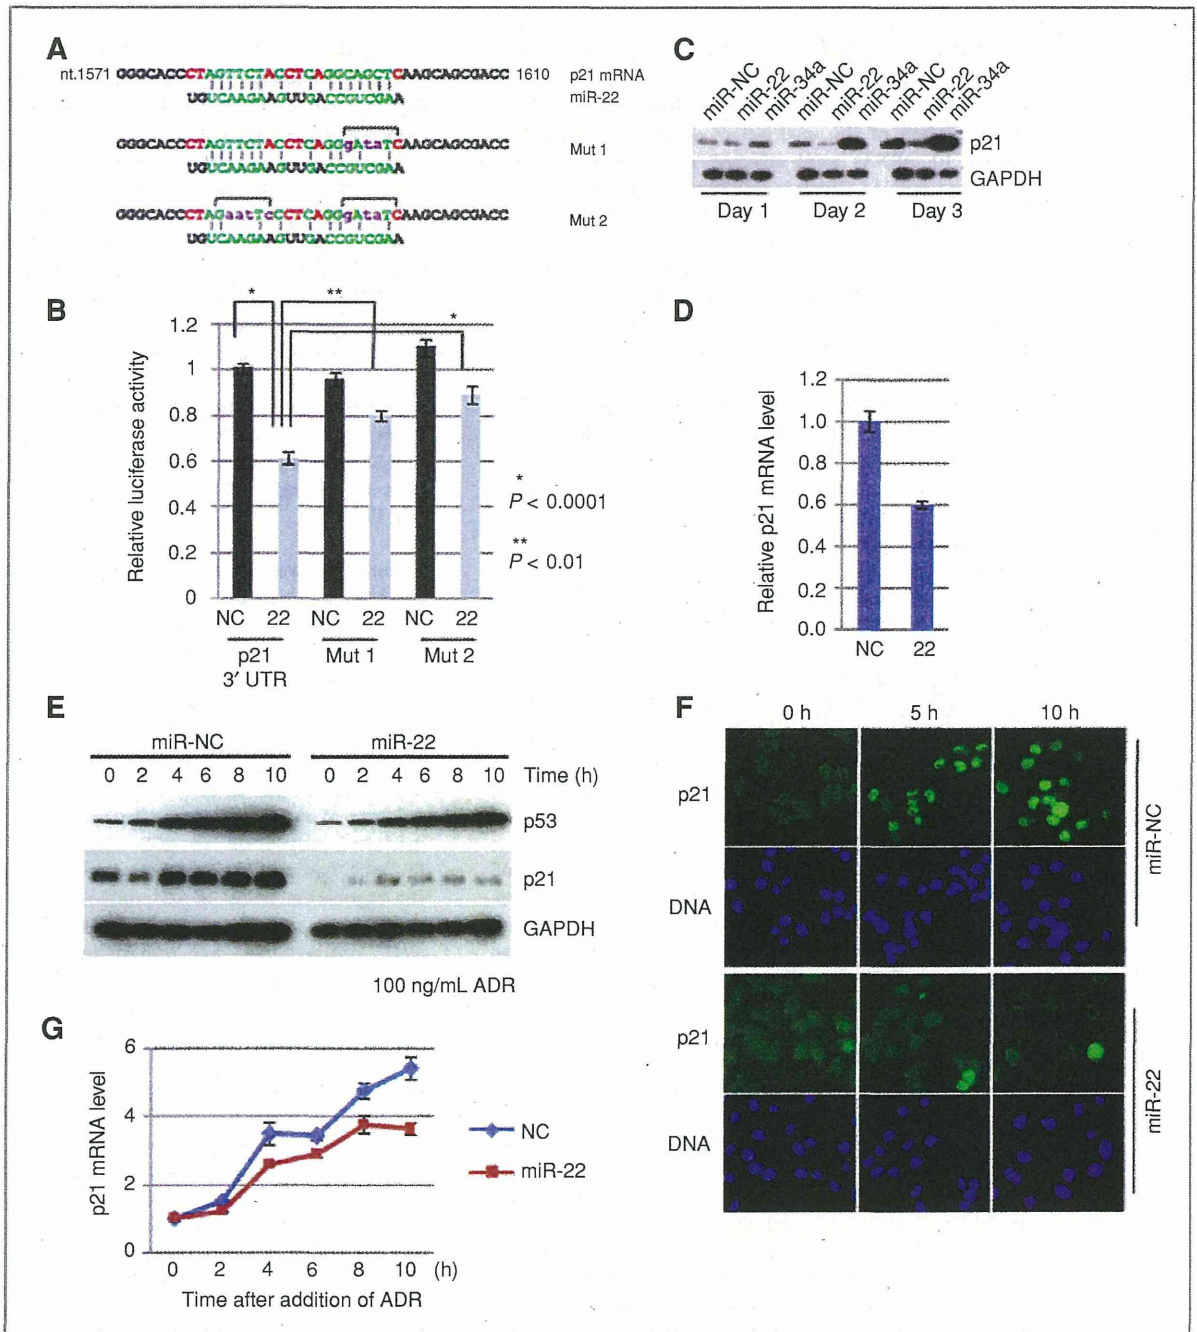 A
nt.1571 GGGCACCCTAGTTCTACCTCAGGCAGCTCAAGCAGCGACC 1610 p21 mRNA
UGUCAAGAAGUUGACCGUCGAA miR-22
GGGCACCCTAGTTCTACCTCAGGgAtaTCAAGCAGCGACC Mut 1
UGUCAAGAAGUUGACCGUCGAA
GGGCACCCTAGaatTcCCTCAGGgAtaTCAAGCAGCGACC Mut 2
UGUCAAGAAGUUGACCGUCGAA
C
miR-NC miR-22 miR-34a miR-NC miR-22 miR-34a miR-NC miR-22 miR-34a
p21
GAPDH
Day 1 Day 2 Day 3
B
* ** *
Relative luciferase activity
1.2
1
0.8
0.6
0.4
0.2
0
NC 22 NC 22 NC 22
p21
3′ UTR
Mut 1 Mut 2
*
P < 0.0001
**
P < 0.01
D
Relative p21 mRNA level
1.2
1.0
0.8
0.6
0.4
0.2
0.0
NC 22
E
miR-NC miR-22
0 2 4 6 8 10 0 2 4 6 8 10 Time (h)
p53
p21
GAPDH
100 ng/mL ADR
F
0 h 5 h 10 h
p21
DNA
miR-NC
p21
DNA
miR-22
G
p21 mRNA level
6
4
2
0
0 2 4 6 8 10 (h)
Time after addition of ADR
NC
miR-22